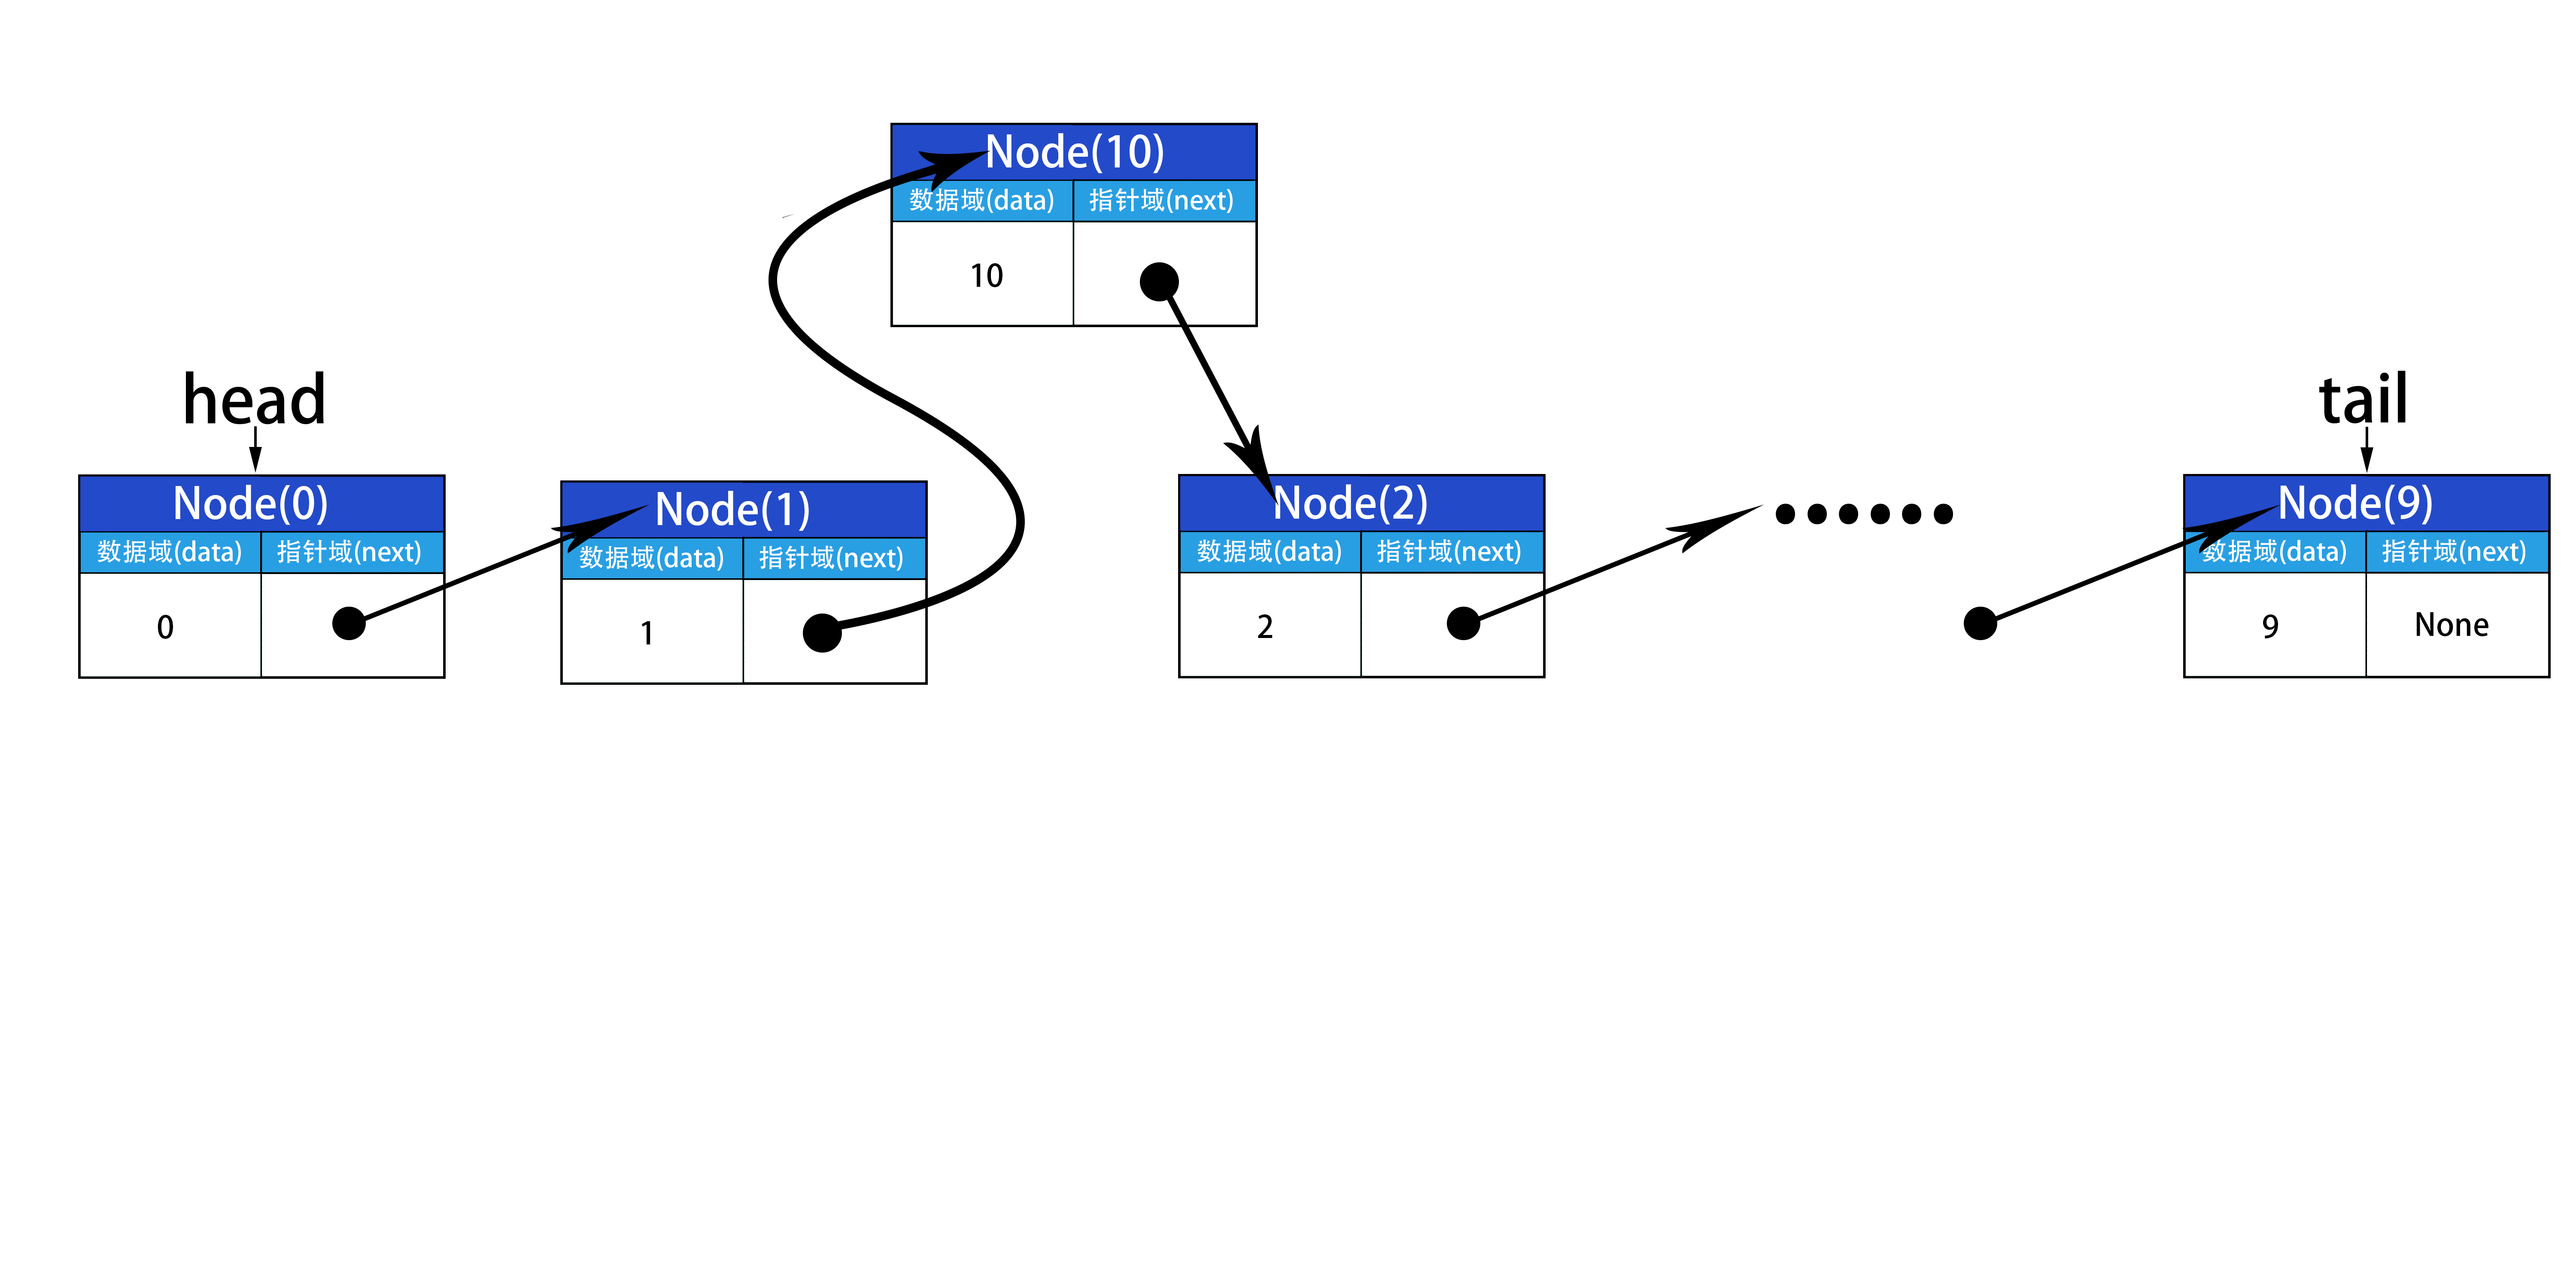 Node(10)
数据域(data) 指针域(next)
10
head
tail
Node(0)
数据域(data) 指针域(next)
0
Node(1)
数据域(data) 指针域(next)
1
Node(2)
数据域(data) 指针域(next)
2
Node(9)
数据域(data) 指针域(next)
9 None